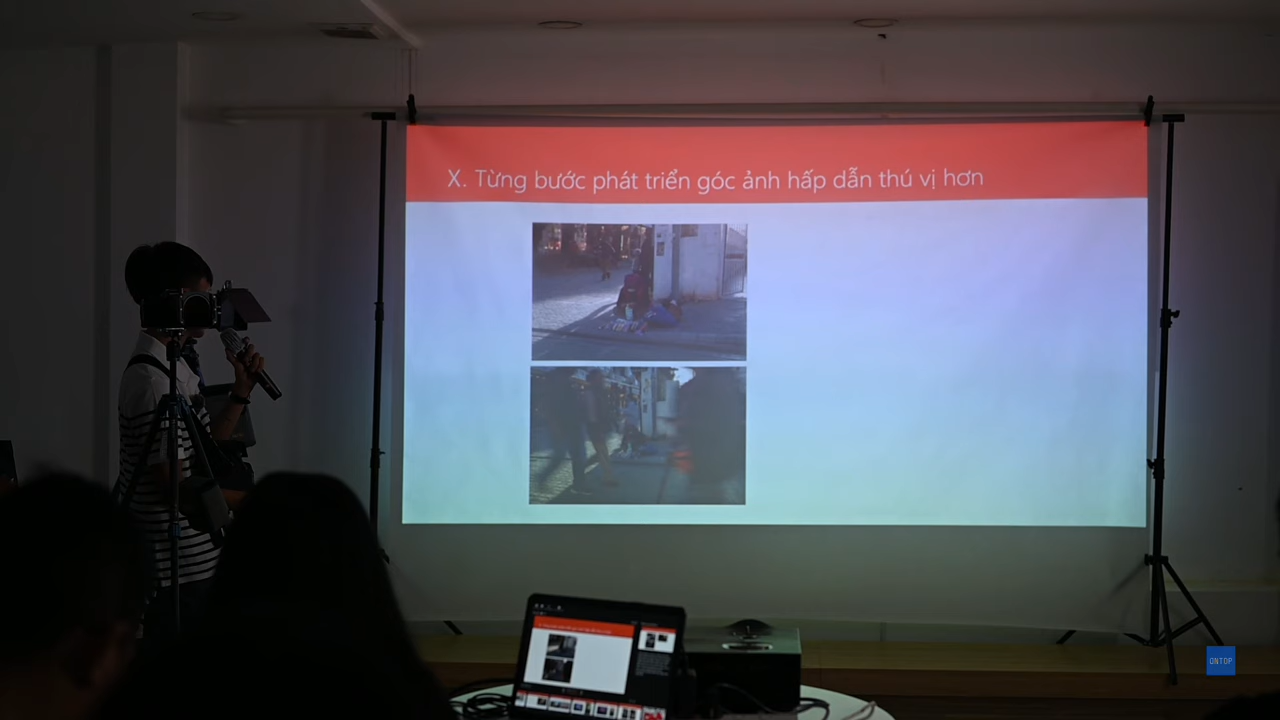 X. Từng bước phát triển góc ảnh hấp dẫn thú vị hơn
ONTOP